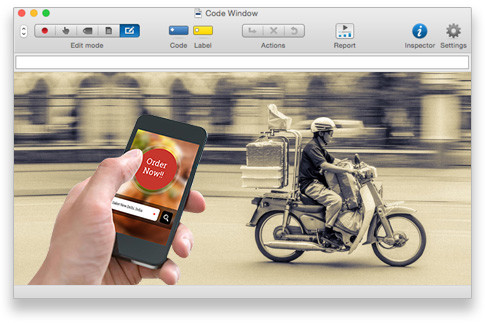 Code Window
Edit mode
Code
Label
Actions
Report
Inspector
Settings
Order
Now!!